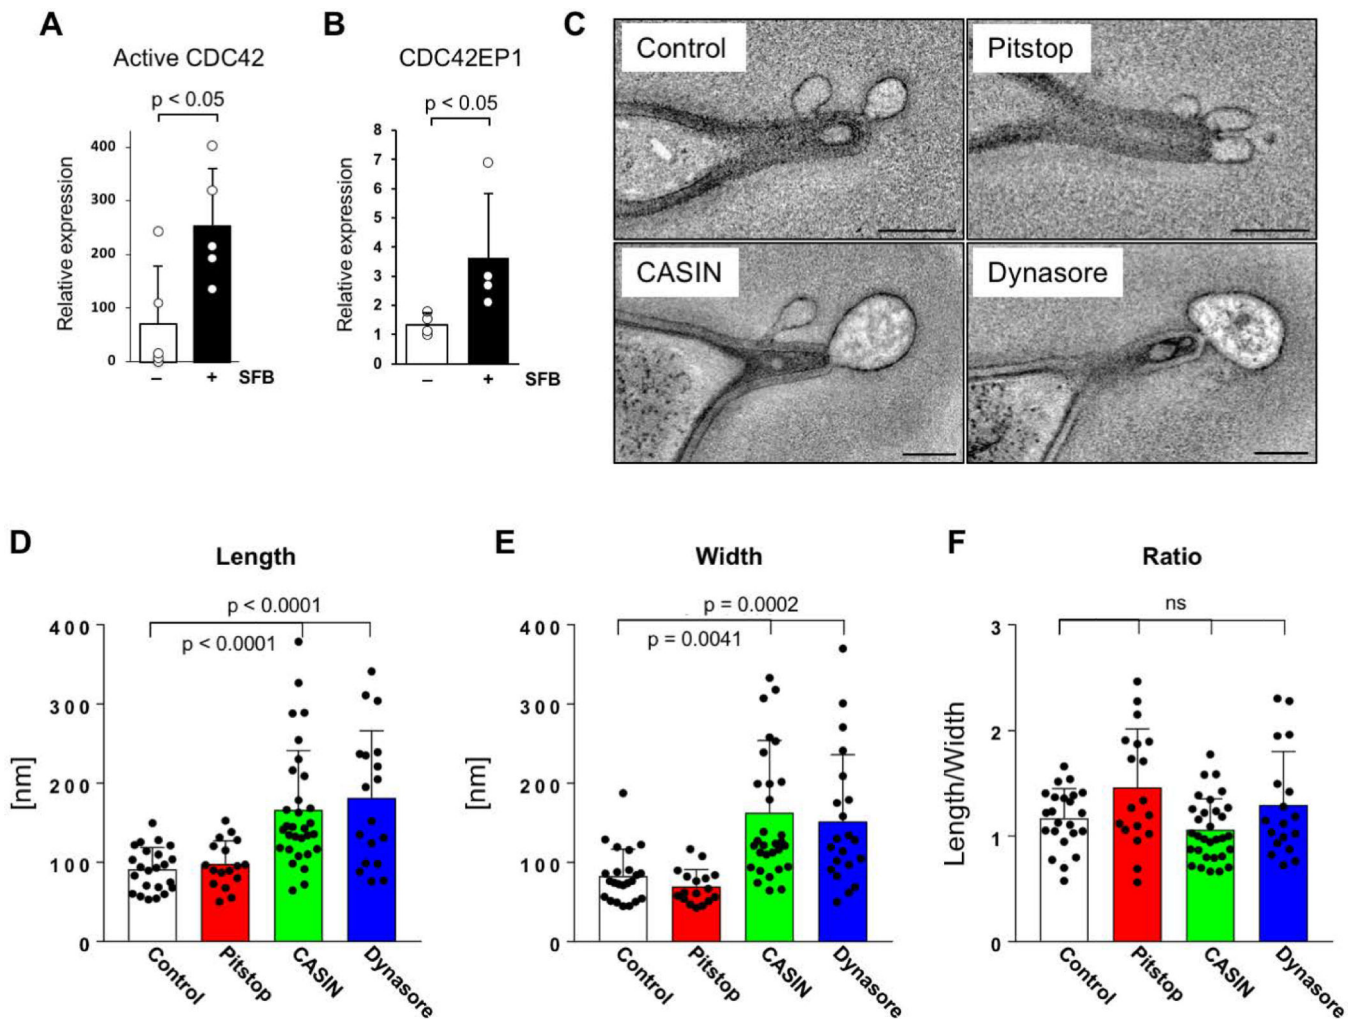 A
B
C
Active CDC42
p < 0.05
Relative expression
400
300
200
100
0
– + SFB
CDC42EP1
p < 0.05
Relative expression
8
7
6
5
4
3
2
1
0
– + SFB
Control
Pitstop
CASIN
Dynasore
D
Length
p < 0.0001
p < 0.0001
[nm]
400
300
200
100
0
Control
Pitstop
CASIN
Dynasore
E
Width
p = 0.0002
p = 0.0041
[nm]
400
300
200
100
0
Control
Pitstop
CASIN
Dynasore
F
Ratio
ns
Length/Width
3
2
1
0
Control
Pitstop
CASIN
Dynasore